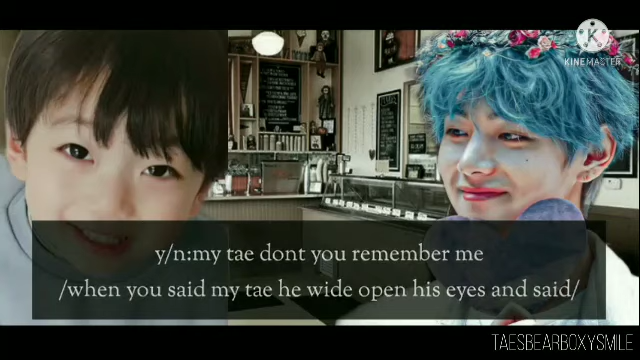 KINEMASTER
y/n:my tae dont you remember me
/when you said my tae he wide open his eyes and said/
TAESBEARBOXYSMILE